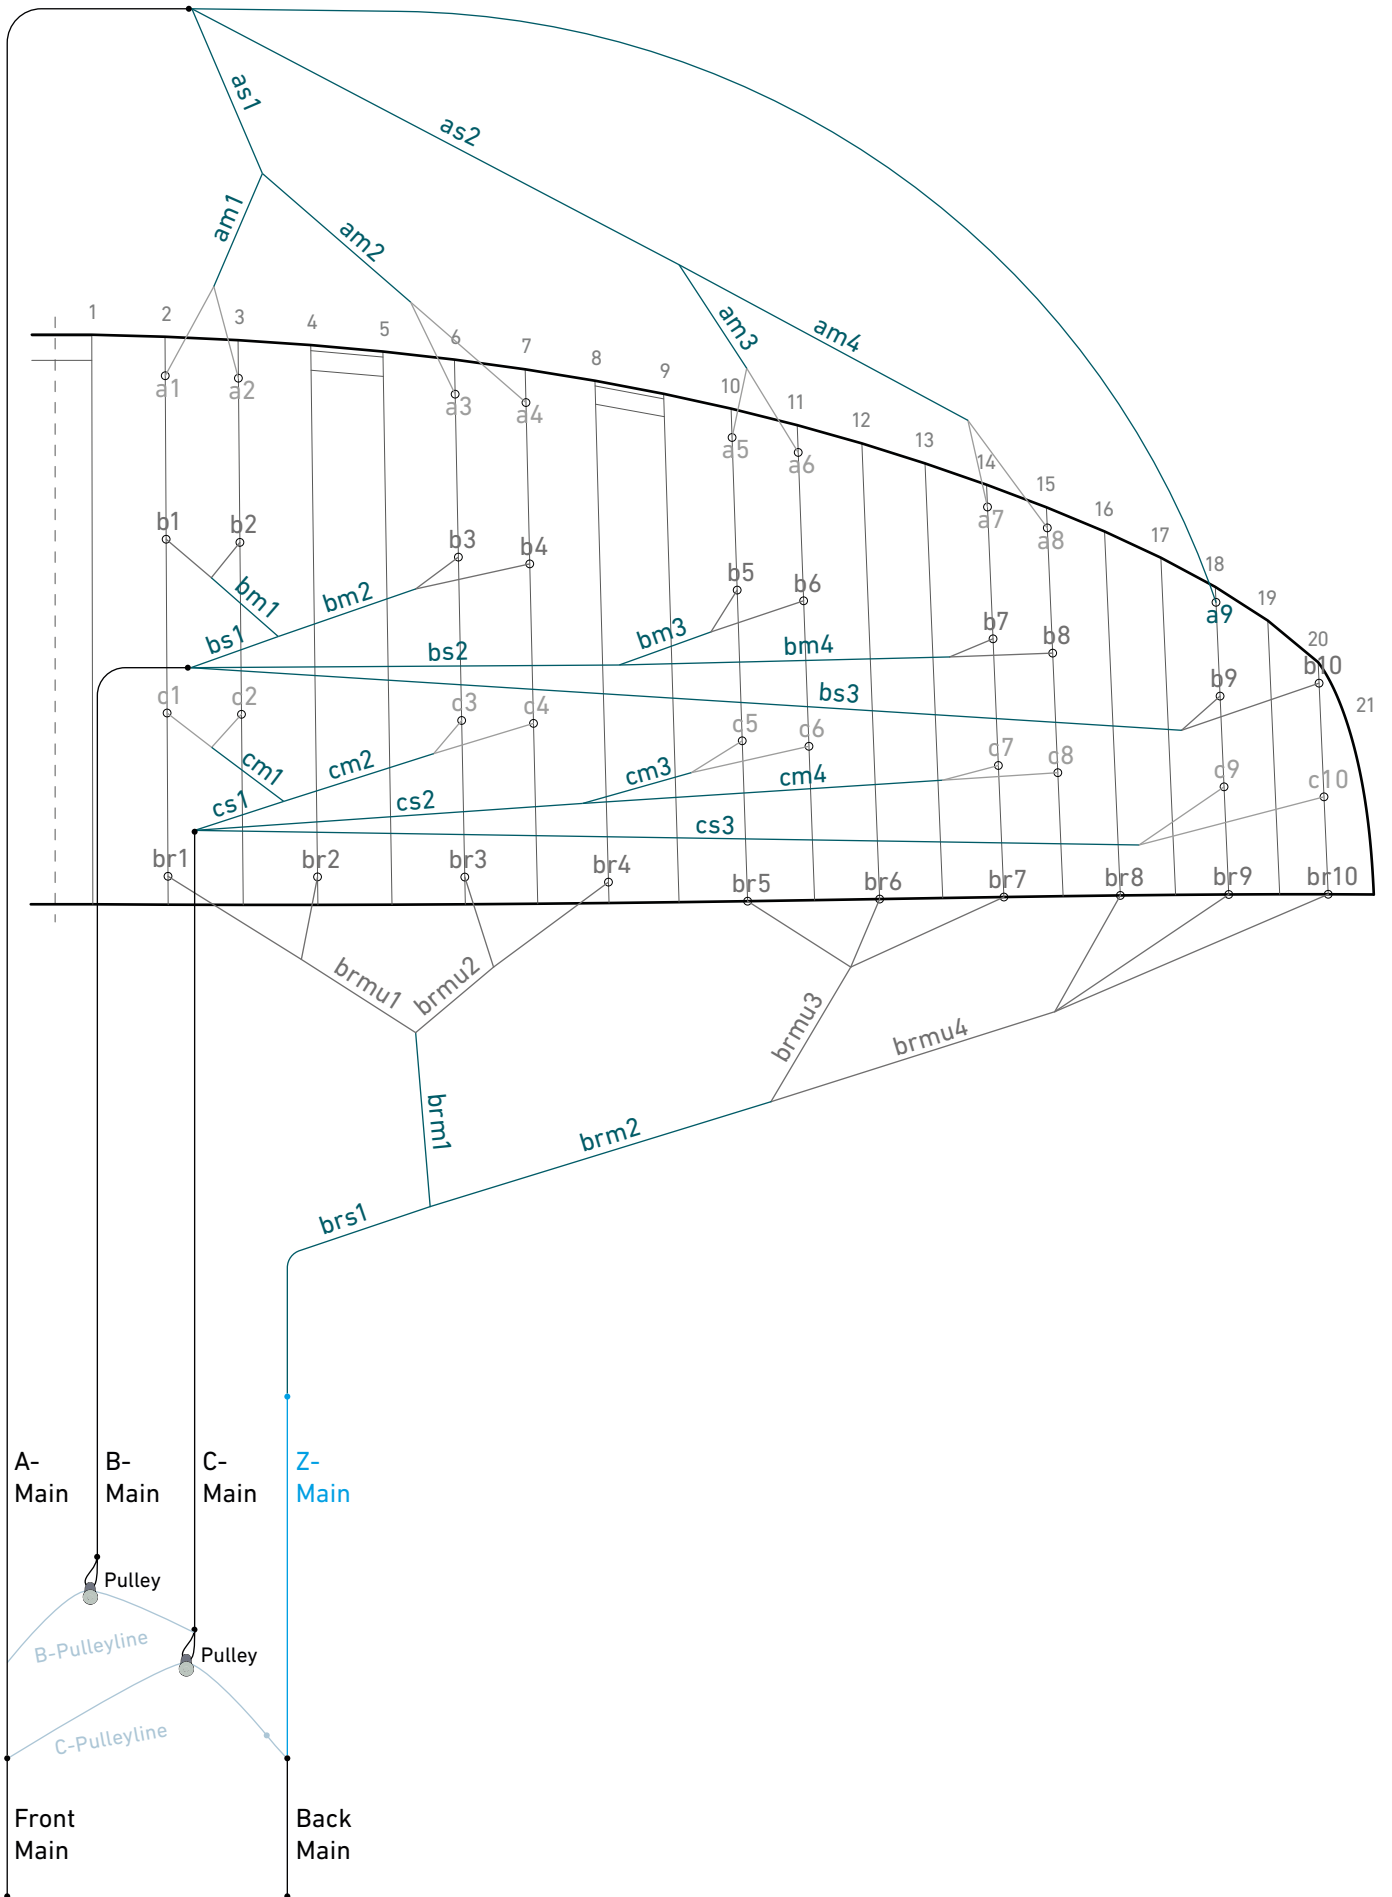 as1
as2
am1
am2
am3
am4
1
2
3
4
5
6
7
8
9
10
11
12
13
14
15
16
17
18
19
20
21
a1
a2
a3
a4
a5
a6
a7
a8
a9
b1
b2
b3
b4
b5
b6
b7
b8
b9
b10
bm1
bm2
bm3
bm4
bs1
bs2
bs3
c1
c2
c3
c4
c5
c6
c7
c8
c9
c10
cm1
cm2
cm3
cm4
cs1
cs2
cs3
br1
br2
br3
br4
br5
br6
br7
br8
br9
br10
brmu1
brmu2
brmu3
brmu4
brm1
brm2
brs1
A-
Main
B-
Main
C-
Main
Z-
Main
Pulley
B-Pulleyline
Pulley
C-Pulleyline
Front
Main
Back
Main